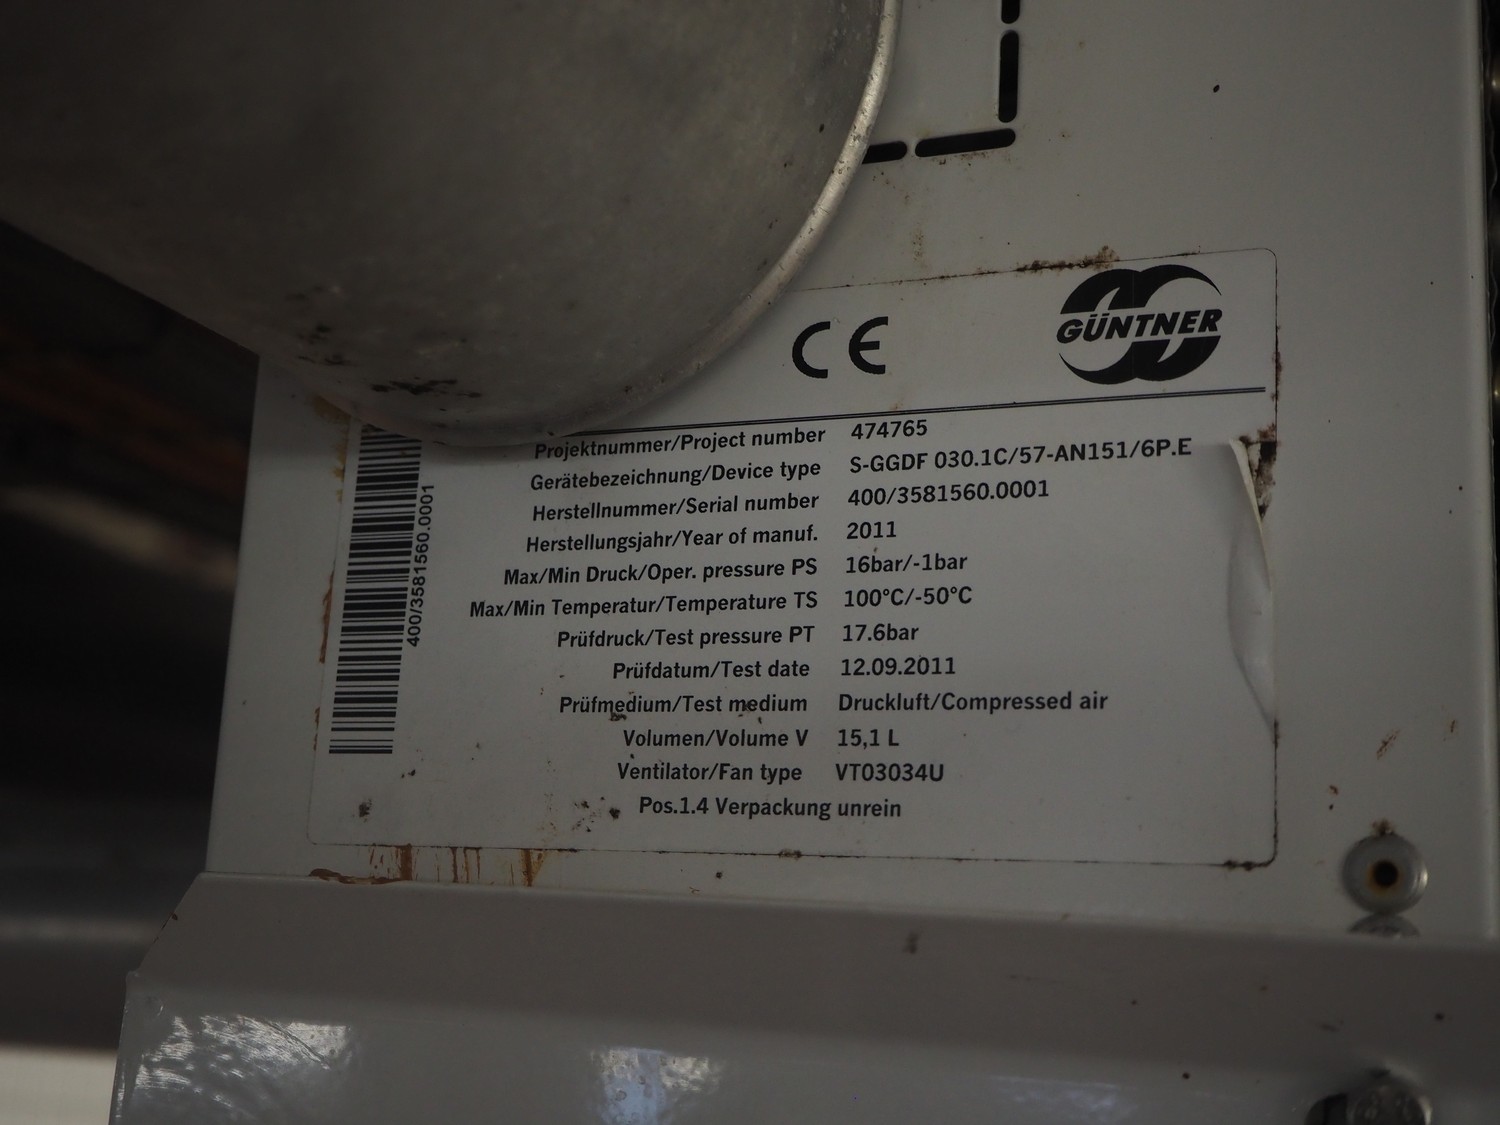 CE
GÜNTNER
Projektnummer/Project number 474765
Gerätebezeichnung/Device type S-GGDF 030.1C/57-AN151/6P.E
Herstellnummer/Serial number 400/3581560.0001
Herstellungsjahr/Year of manuf. 2011
Max/Min Druck/Oper. pressure PS 16bar/-1bar
Max/Min Temperatur/Temperature TS 100°C/-50°C
Prüfdruck/Test pressure PT 17.6bar
Prüfdatum/Test date 12.09.2011
Prüfmedium/Test medium Druckluft/Compressed air
Volumen/Volume V 15,1 L
Ventilator/Fan type VT03034U
Pos.1.4 Verpackung unrein
400/3581560.0001